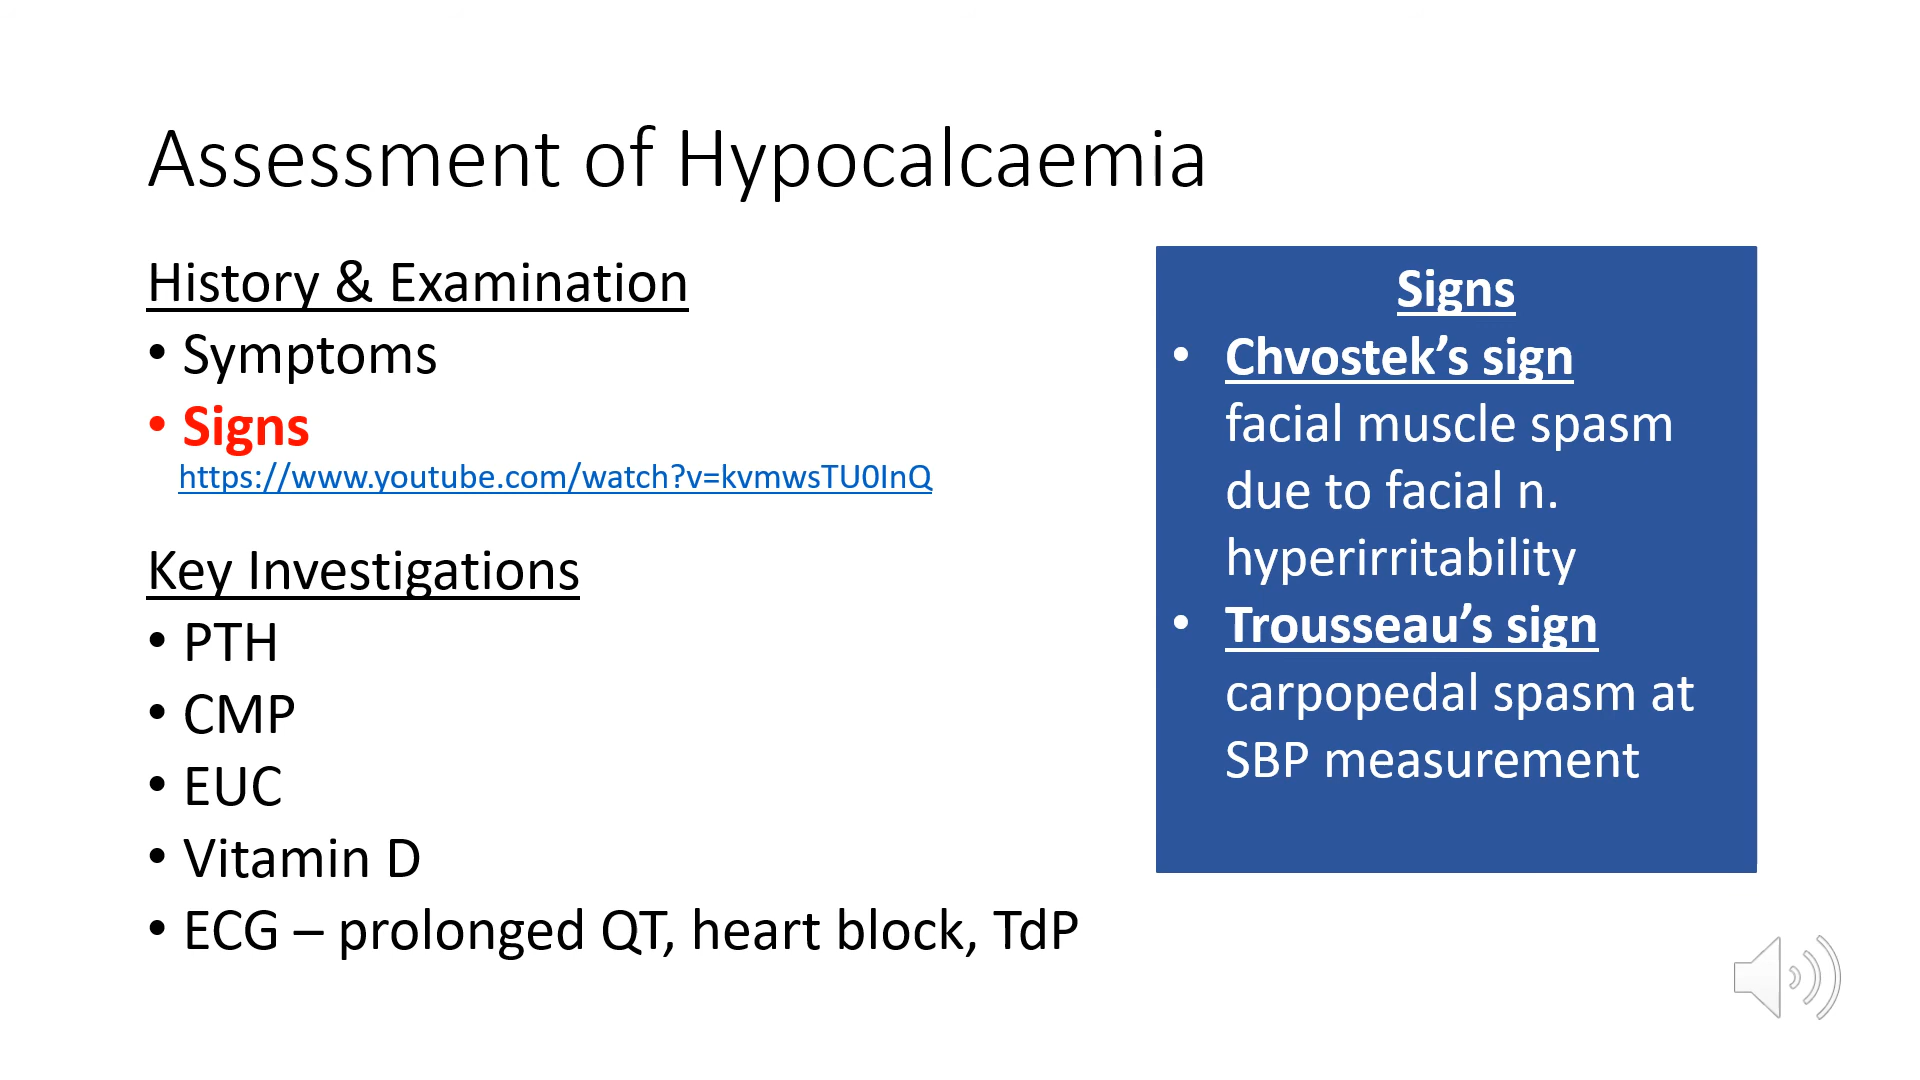 Assessment of Hypocalcaemia
History & Examination
• Symptoms
• Signs
https://www.youtube.com/watch?v=kvmwsTU0InQ
Key Investigations
• PTH
• CMP
• EUC
• Vitamin D
• ECG – prolonged QT, heart block, TdP
Signs
• Chvostek’s sign
facial muscle spasm
due to facial n.
hyperirritability
• Trousseau’s sign
carpopedal spasm at
SBP measurement